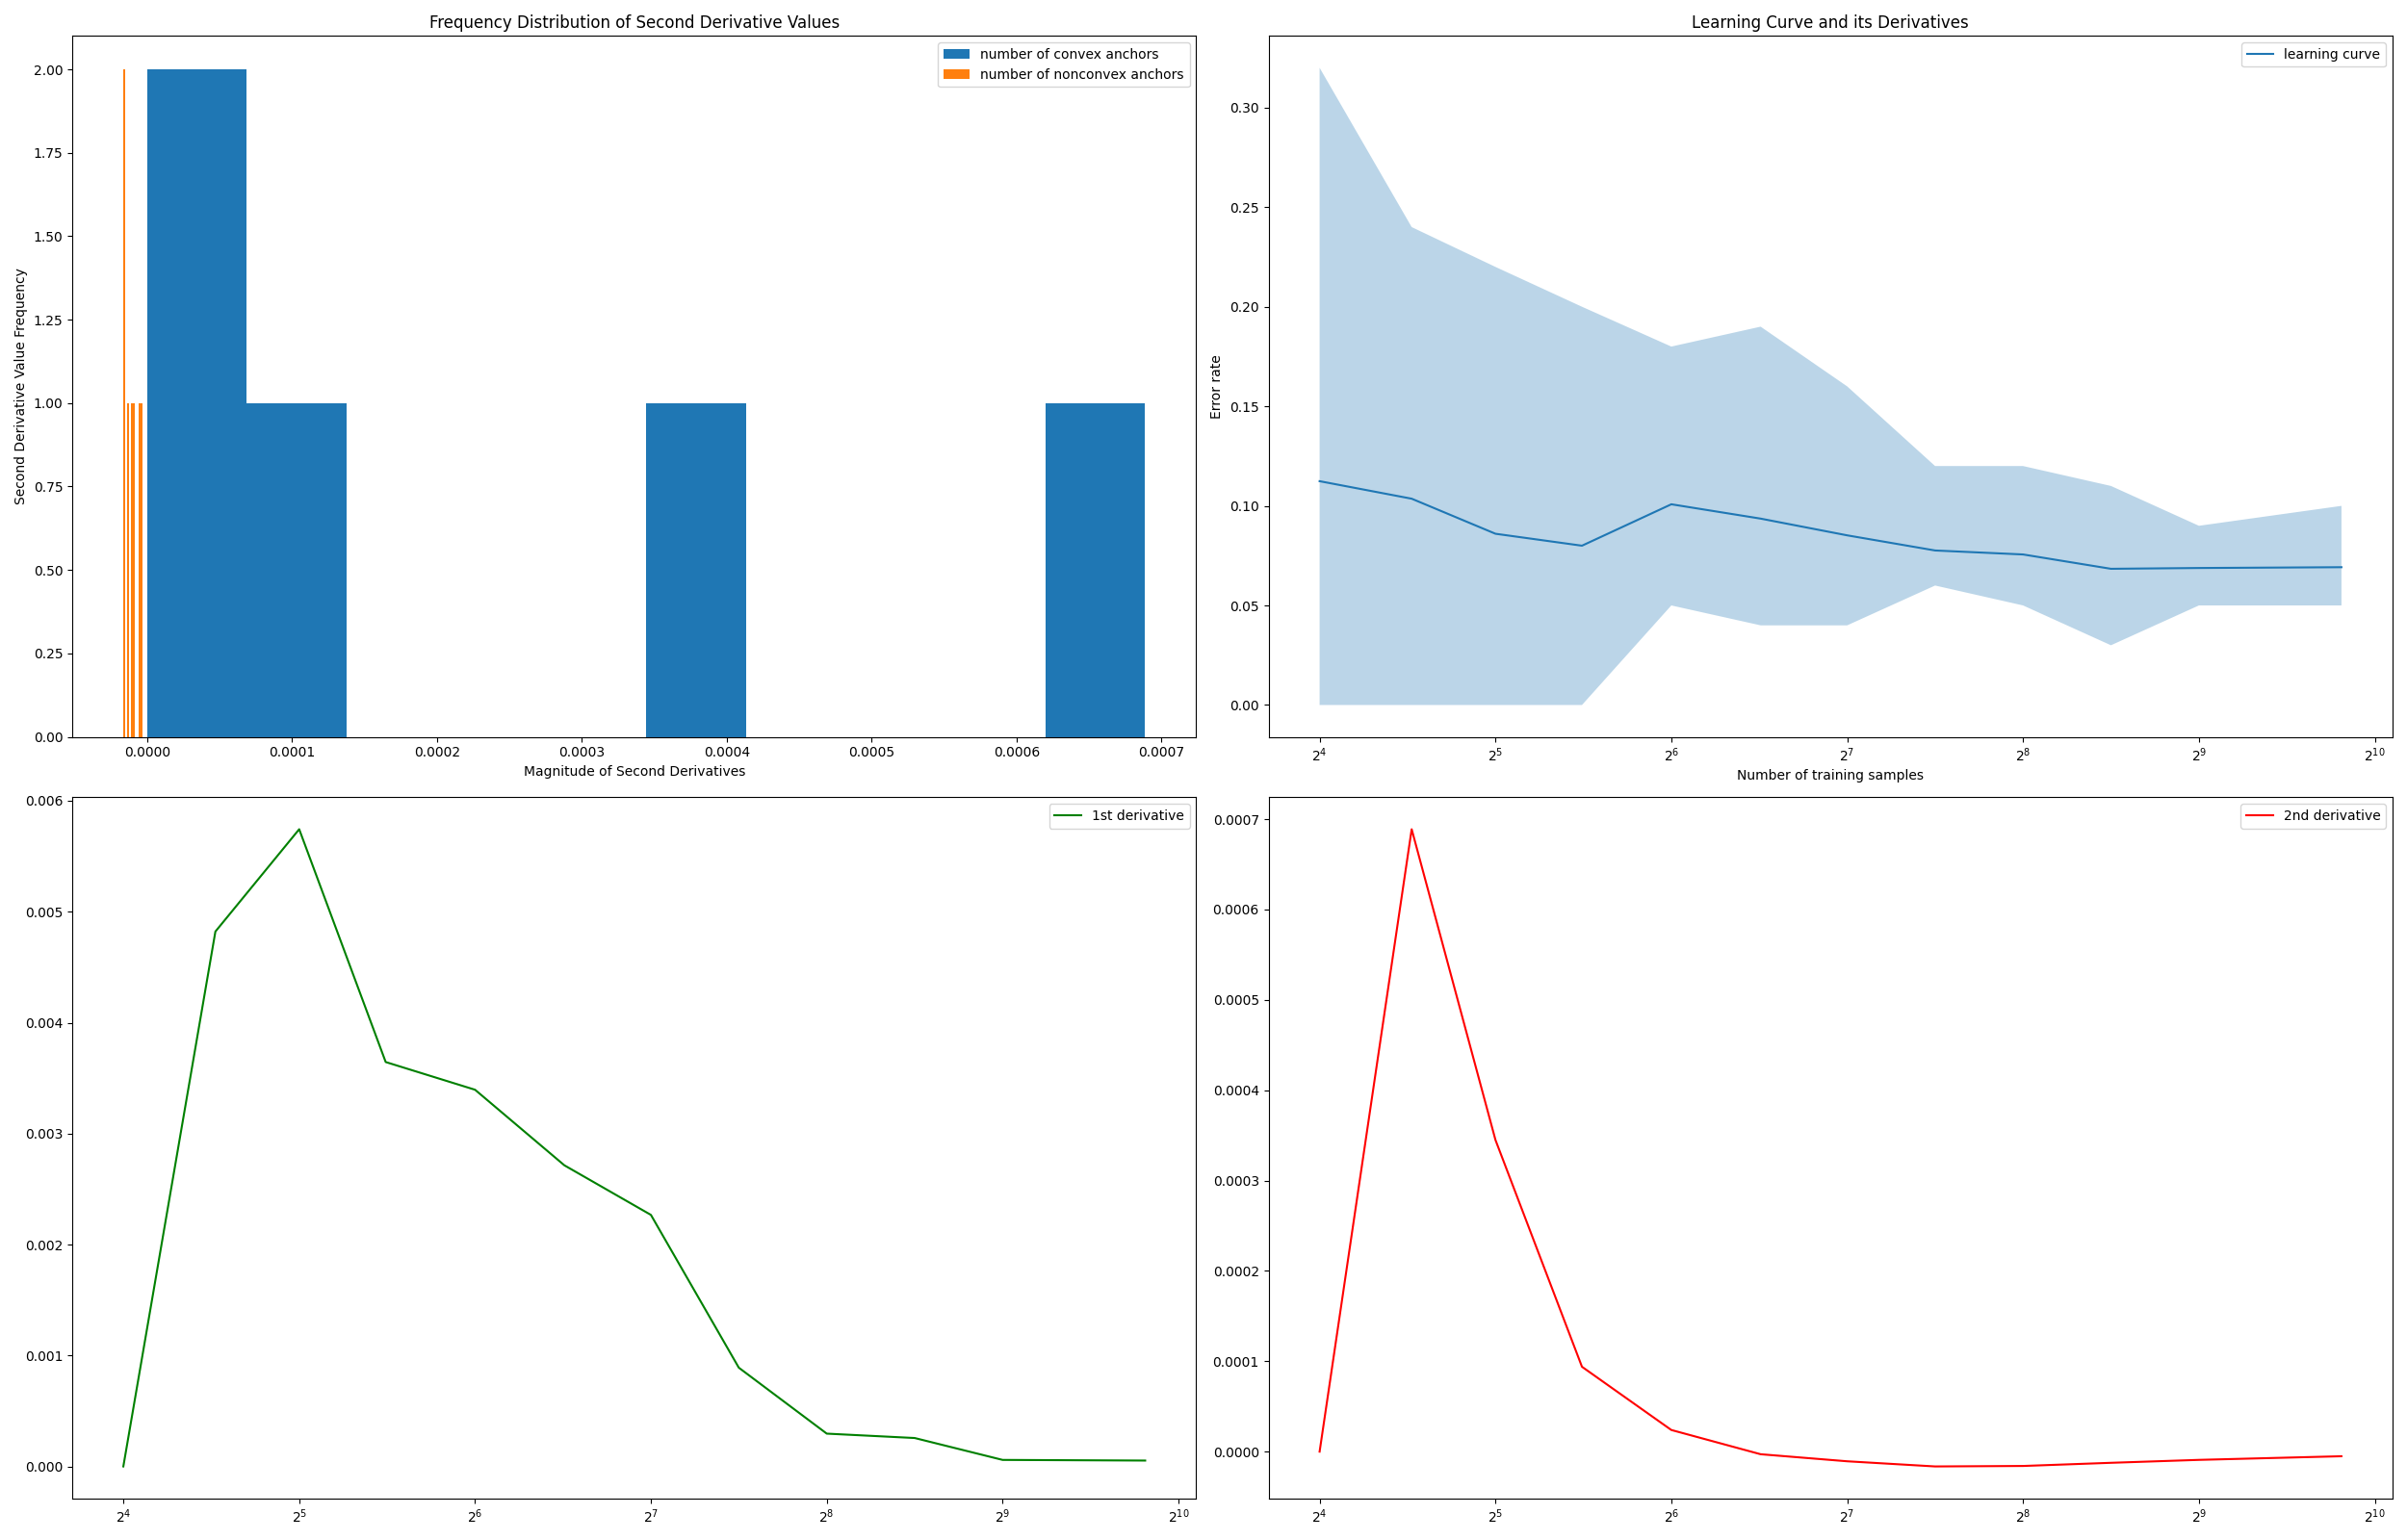 Frequency Distribution of Second Derivative Values
number of convex anchors
number of nonconvex anchors
Second Derivative Value Frequency
2.00
1.75
1.50
1.25
1.00
0.75
0.50
0.25
0.00
0.0000 0.0001 0.0002 0.0003 0.0004 0.0005 0.0006 0.0007
Magnitude of Second Derivatives
Learning Curve and its Derivatives
learning curve
Error rate
0.30
0.25
0.20
0.15
0.10
0.05
0.00
2^4 2^5 2^6 2^7 2^8 2^9 2^10
Number of training samples
1st derivative
0.006
0.005
0.004
0.003
0.002
0.001
0.000
2^4 2^5 2^6 2^7 2^8 2^9 2^10
2nd derivative
0.0007
0.0006
0.0005
0.0004
0.0003
0.0002
0.0001
0.0000
2^4 2^5 2^6 2^7 2^8 2^9 2^10